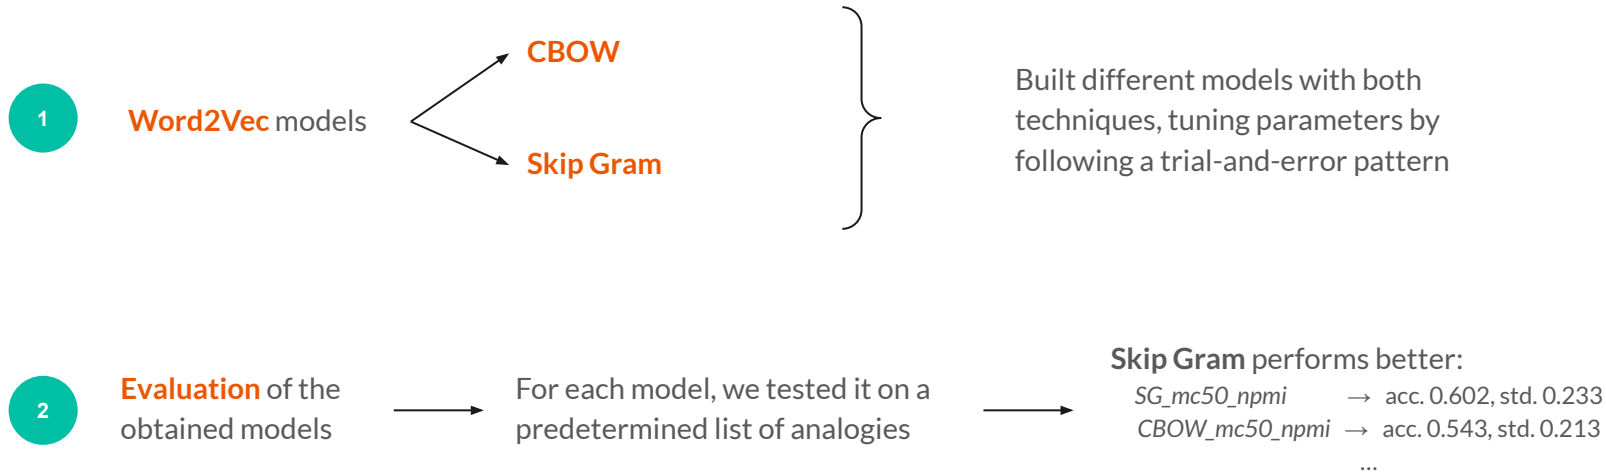 1
Word2Vec models
CBOW
Skip Gram
Built different models with both
techniques, tuning parameters by
following a trial-and-error pattern
2
Evaluation of the
obtained models
For each model, we tested it on a
predetermined list of analogies
Skip Gram performs better:
SG_mc50_npmi → acc. 0.602, std. 0.233
CBOW_mc50_npmi → acc. 0.543, std. 0.213
...